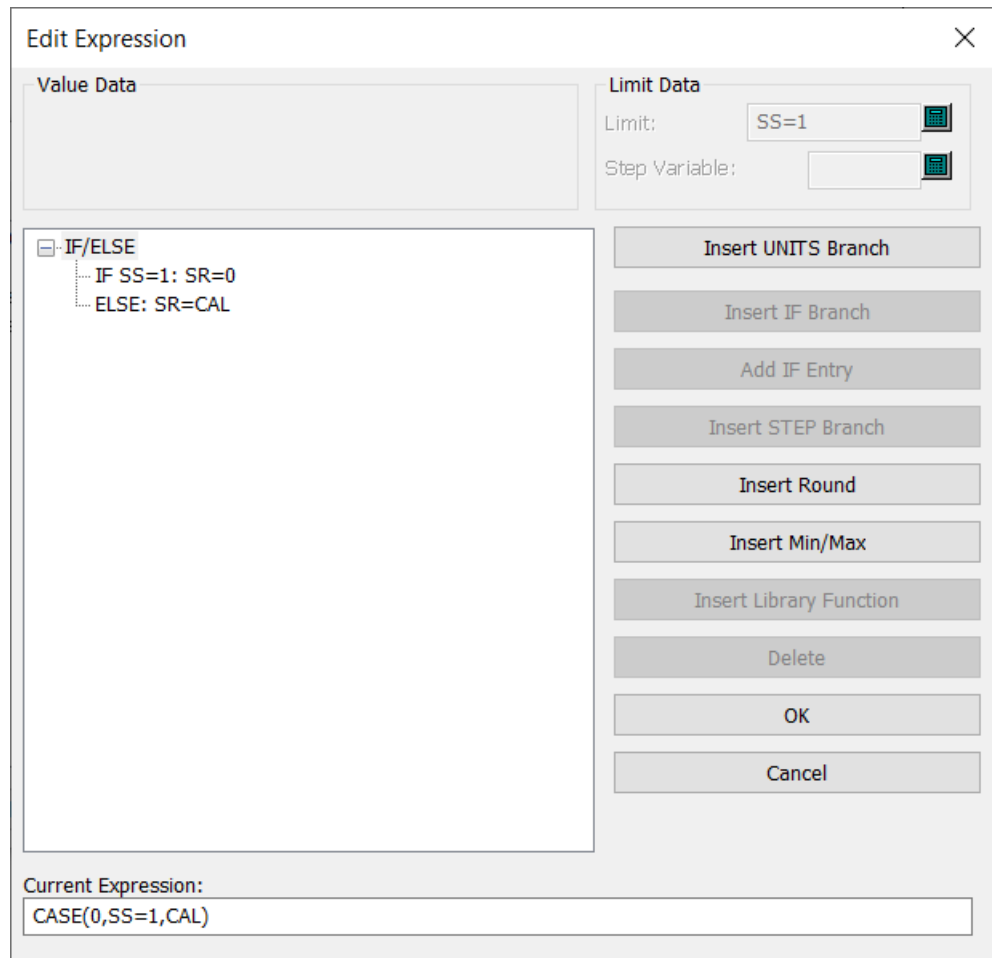 Edit Expression
Value Data
Limit Data
Limit:
SS=1
Step Variable:
IF/ELSE
IF SS=1: SR=0
ELSE: SR=CAL
Insert UNITS Branch
Insert IF Branch
Add IF Entry
Insert STEP Branch
Insert Round
Insert Min/Max
Insert Library Function
Delete
OK
Cancel
Current Expression:
CASE(0,SS=1,CAL)